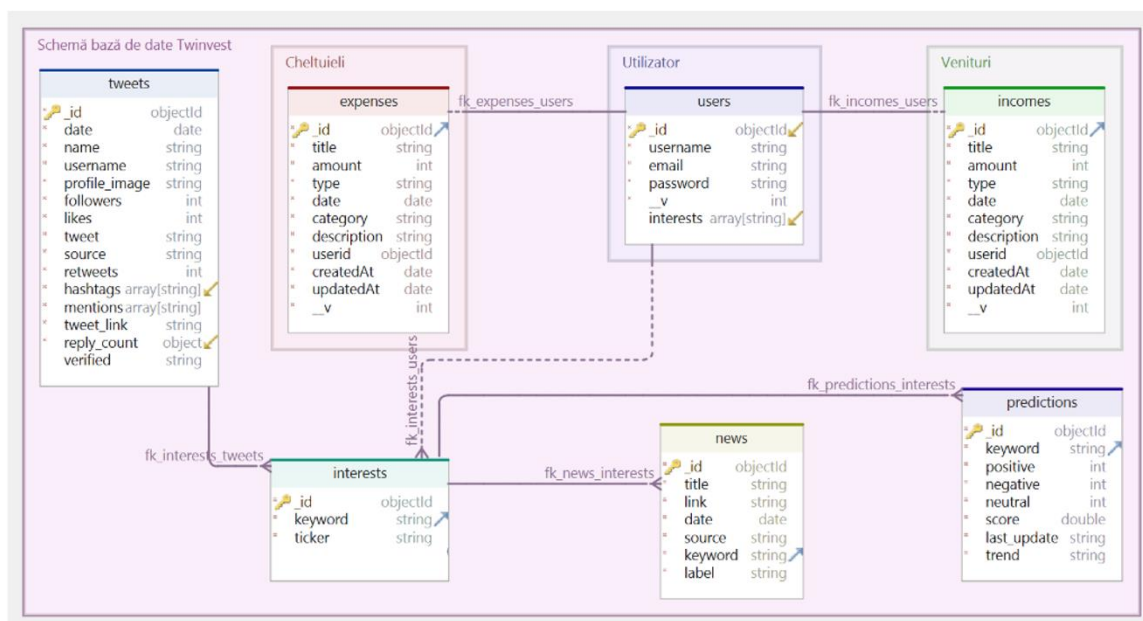 Schemă bază de date Twinvest
tweets
_id objectId
date date
name string
username string
profile_image string
followers int
likes int
tweet string
source string
retweets int
hashtags array[string]
mentions array[string]
tweet_link string
reply_count object
verified string
Cheltuieli
expenses
_id objectId
title string
amount int
type string
date date
category string
description string
userid objectId
createdAt date
updatedAt date
__v int
fk_expenses_users
Utilizator
users
_id objectId
username string
email string
password string
__v int
interests array[string]
fk_incomes_users
Venituri
incomes
_id objectId
title string
amount int
type string
date date
category string
description string
userid objectId
createdAt date
updatedAt date
__v int
fk_interests_users
fk_predictions_interests
fk_interests_tweets
interests
_id objectId
keyword string
ticker string
fk_news_interests
news
_id objectId
title string
link string
date date
source string
keyword string
label string
predictions
_id objectId
keyword string
positive int
negative int
neutral int
score double
last_update string
trend string